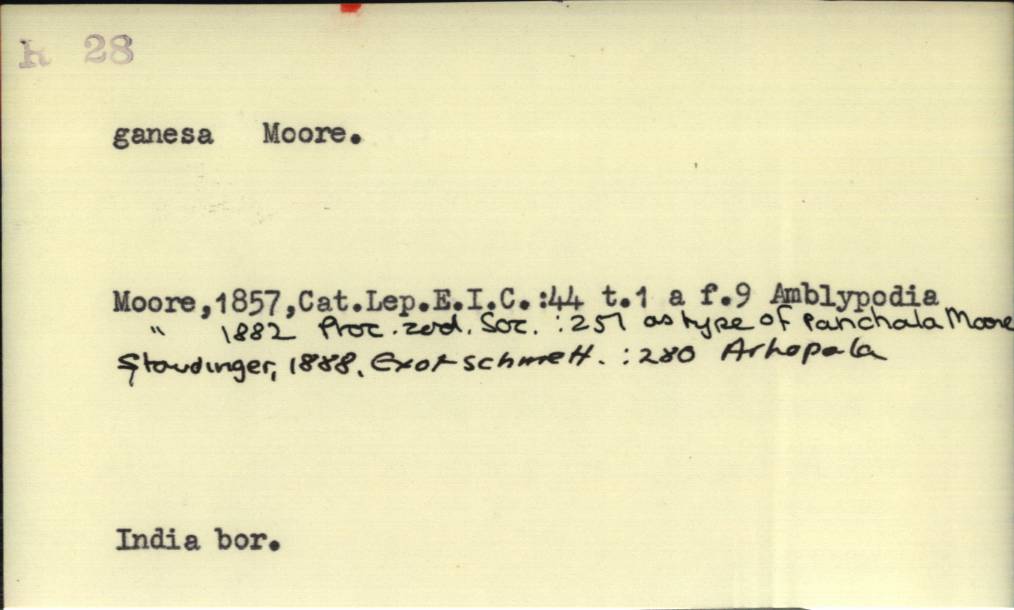 R 28
ganesa Moore.
Moore,1857,Cat.Lep.E.I.C.:44 t.1 a f.9 Amblypodia
" 1882 Proc. zool. Soc. : 251 as type of Panchala Moore
Staudinger, 1888, Exot schmett. : 280 Arhopala
India bor.